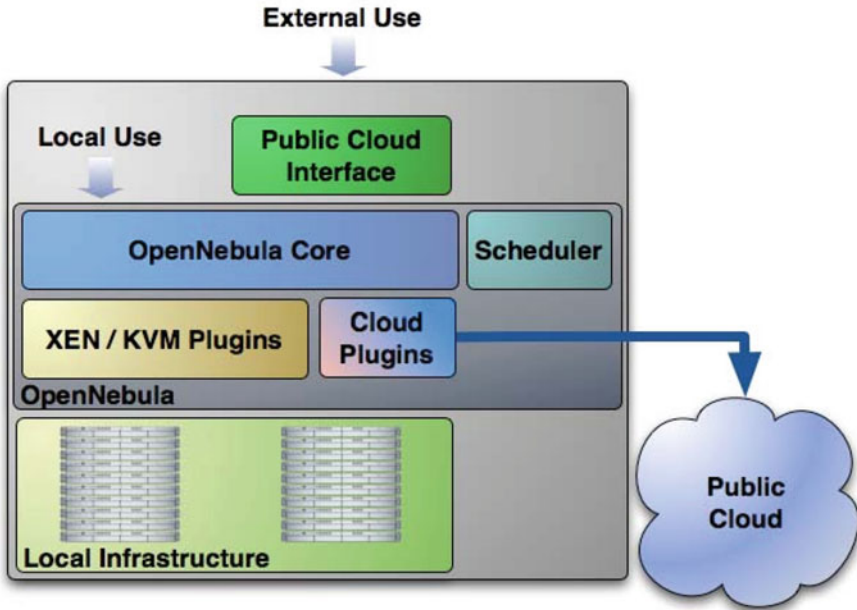 External Use
Local Use
Public Cloud
Interface
OpenNebula Core
Scheduler
XEN / KVM Plugins
Cloud
Plugins
OpenNebula
Local Infrastructure
Public
Cloud